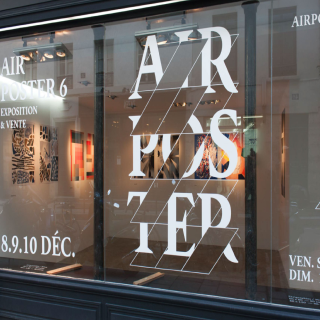 AIR
POSTER 6
EXPOSITION
& VENTE
8.9.10 DÉC.
AIR
POS
TER
AIRPO
VEN. S
DIM.